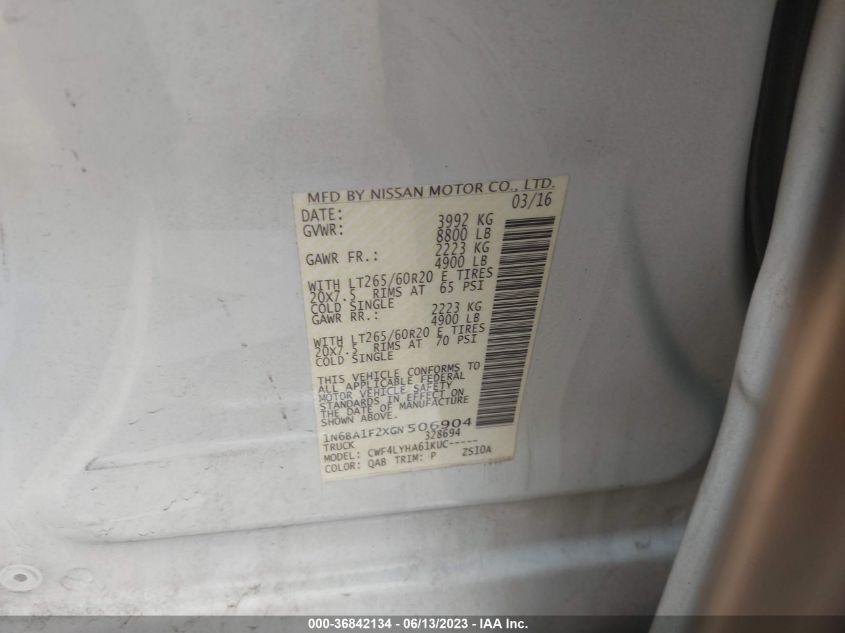 MFD BY NISSAN MOTOR CO., LTD.
DATE: 03/16
GVWR: 3992 KG
8800 LB
GAWR FR.: 2223 KG
4900 LB
WITH LT265/60R20 E TIRES
20X7.5 RIMS AT 65 PSI
COLD SINGLE
GAWR RR.: 2223 KG
4900 LB
WITH LT265/60R20 E TIRES
20X7.5 RIMS AT 70 PSI
COLD SINGLE
THIS VEHICLE CONFORMS TO
ALL APPLICABLE FEDERAL
MOTOR VEHICLE SAFETY
STANDARDS IN EFFECT ON
THE DATE OF MANUFACTURE
SHOWN ABOVE.
1N6BA1F2XGN506904
TRUCK 328694
MODEL: CWF4LYHA61KUC-----
COLOR: QAB TRIM: P ZSIOA
000-36842134 - 06/13/2023 - IAA Inc.